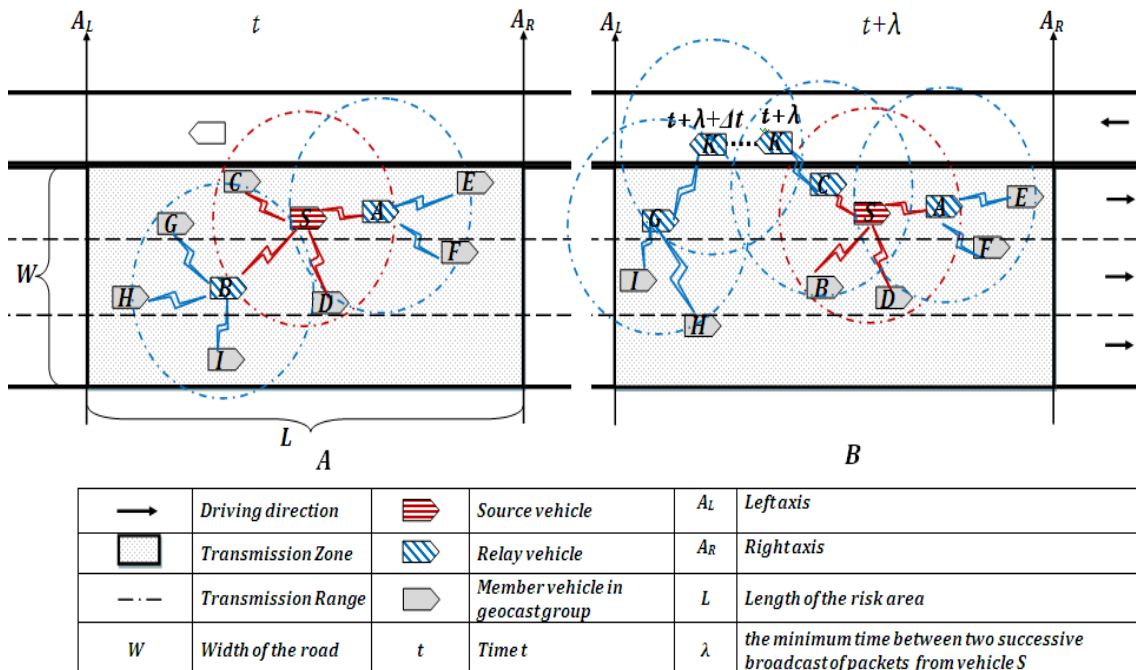 A_L t A_R A_L t+λ A_R
t+λ+Δt t+λ
K K
C S A E
G F
B
H D
I
W
C
S A E
G F
I B D
H
L
A B
Driving direction Source vehicle A_L Left axis
Transmission Zone Relay vehicle A_R Right axis
Transmission Range Member vehicle in geocast group L Length of the risk area
W Width of the road t Time t λ the minimum time between two successive broadcast of packets from vehicle S